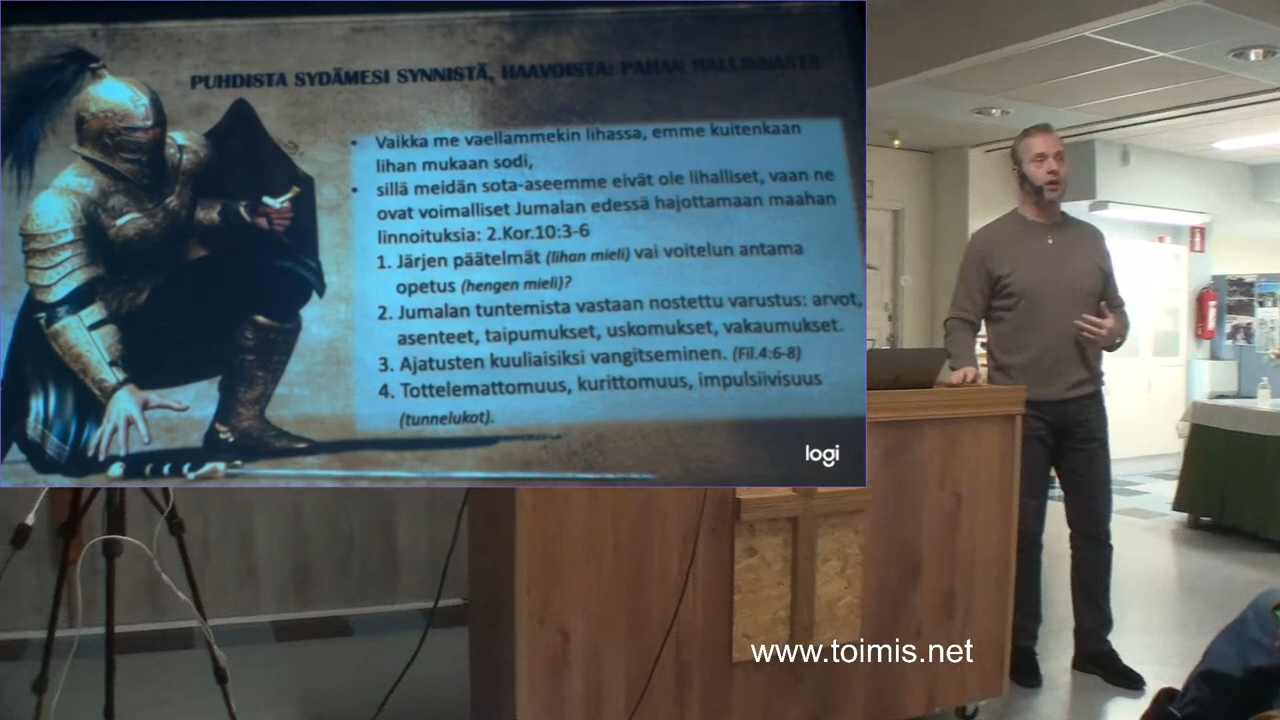 PUHDISTA SYDÄMESI SYNNISTÄ, HAAVOISTA: PAHAN HALLINNASTA
• Vaikka me vaellammekin lihassa, emme kuitenkaan
lihan mukaan sodi,
• sillä meidän sota-aseemme eivät ole lihalliset, vaan ne
ovat voimalliset Jumalan edessä hajottamaan maahan
linnoituksia: 2.Kor.10:3-6
1. Järjen päätelmät (lihan mieli) vai voitelun antama
opetus (hengen mieli)?
2. Jumalan tuntemista vastaan nostettu varustus: arvot,
asenteet, taipumukset, uskomukset, vakaumukset.
3. Ajatusten kuuliaisiksi vangitseminen. (Fil.4:6-8)
4. Tottelemattomuus, kurittomuus, impulsiivisuus
(tunnelukot).
logi
www.toimis.net